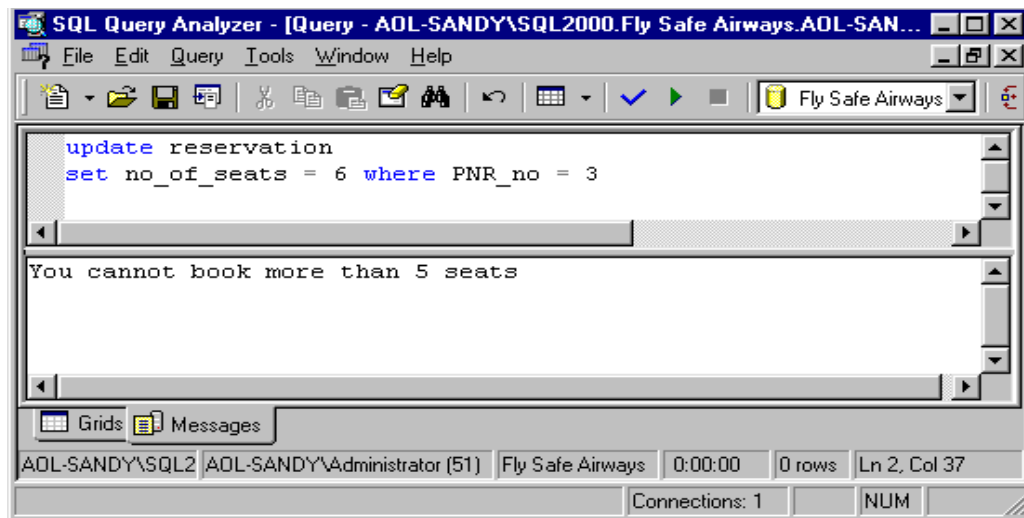 SQL Query Analyzer - [Query - AOL-SANDY\SQL2000.Fly Safe Airways.AOL-SAN...
File Edit Query Tools Window Help
Fly Safe Airways
update reservation
set no_of_seats = 6 where PNR_no = 3
You cannot book more than 5 seats
Grids Messages
AOL-SANDY\SQL2 AOL-SANDY\Administrator (51) Fly Safe Airways 0:00:00 0 rows Ln 2, Col 37
Connections: 1 NUM